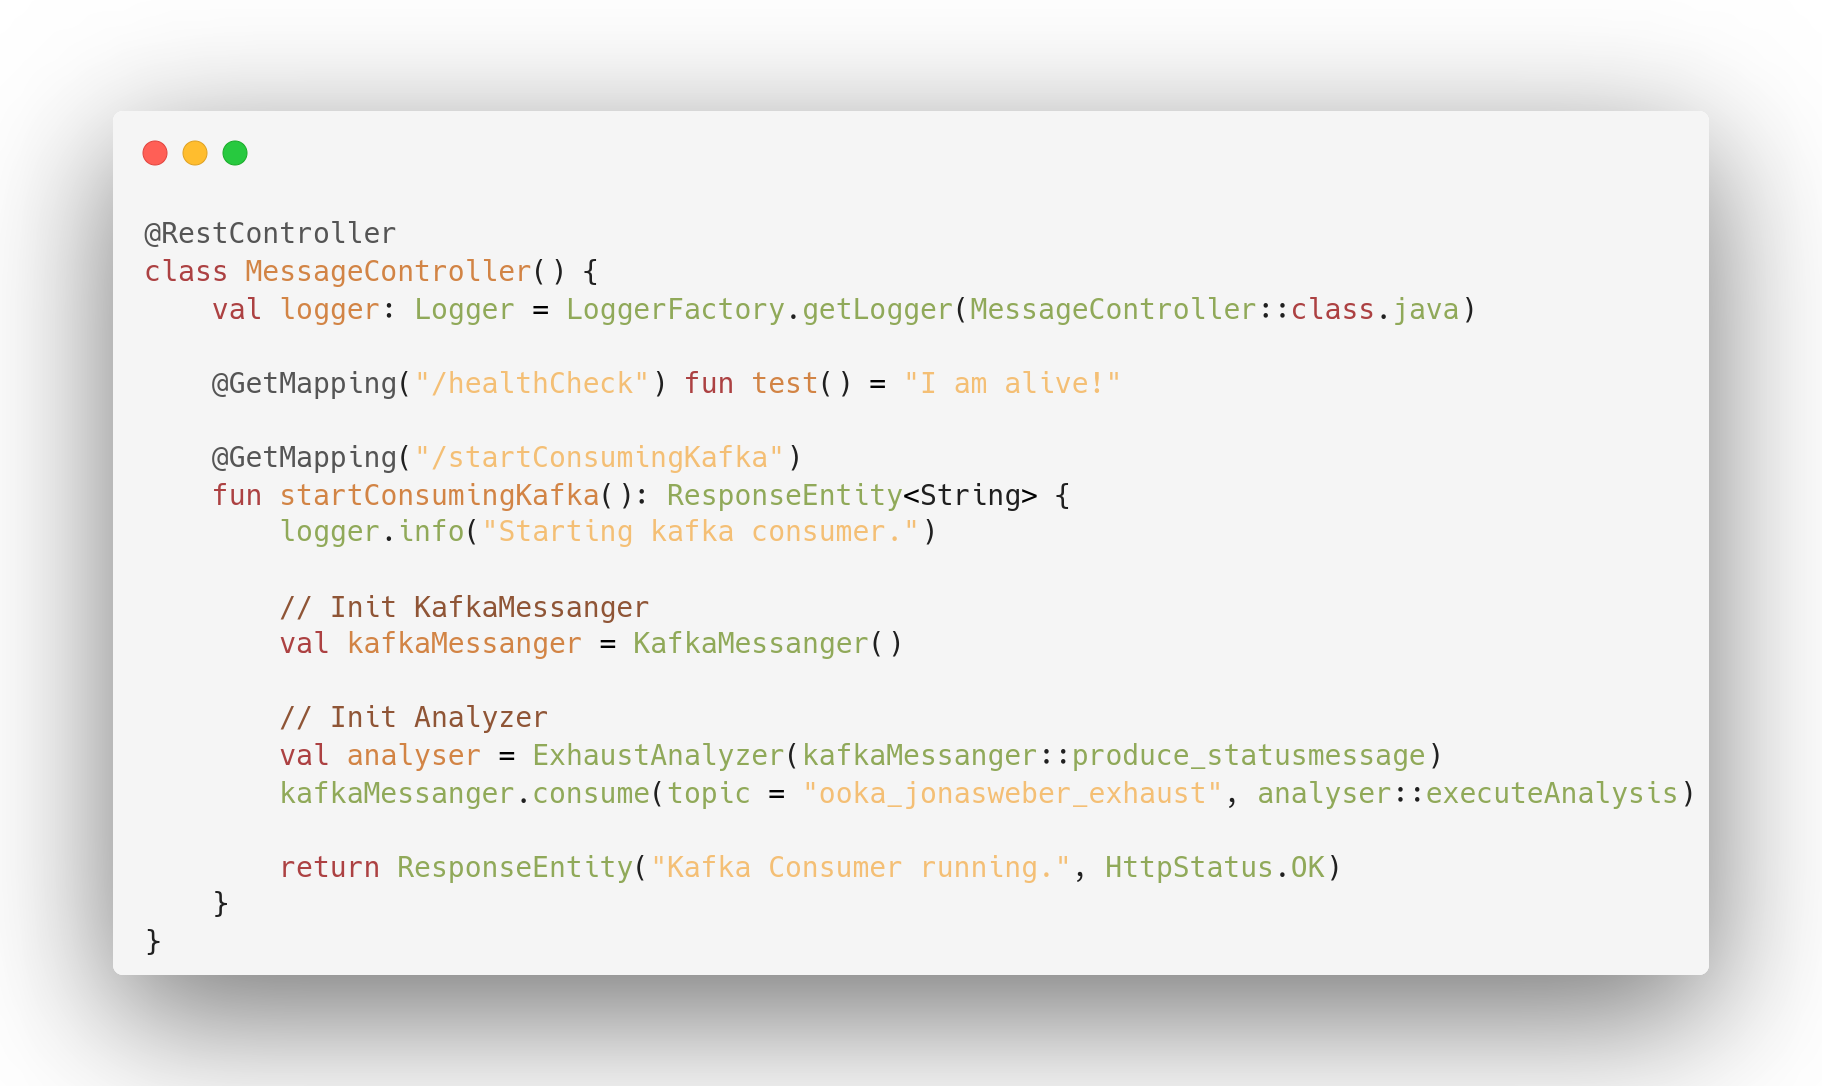 @RestController
class MessageController() {
    val logger: Logger = LoggerFactory.getLogger(MessageController::class.java)

    @GetMapping("/healthCheck") fun test() = "I am alive!"

    @GetMapping("/startConsumingKafka")
    fun startConsumingKafka(): ResponseEntity<String> {
        logger.info("Starting kafka consumer.")

        // Init KafkaMessanger
        val kafkaMessanger = KafkaMessanger()

        // Init Analyzer
        val analyser = ExhaustAnalyzer(kafkaMessanger::produce_statusmessage)
        kafkaMessanger.consume(topic = "ooka_jonasweber_exhaust", analyser::executeAnalysis)

        return ResponseEntity("Kafka Consumer running.", HttpStatus.OK)
    }
}